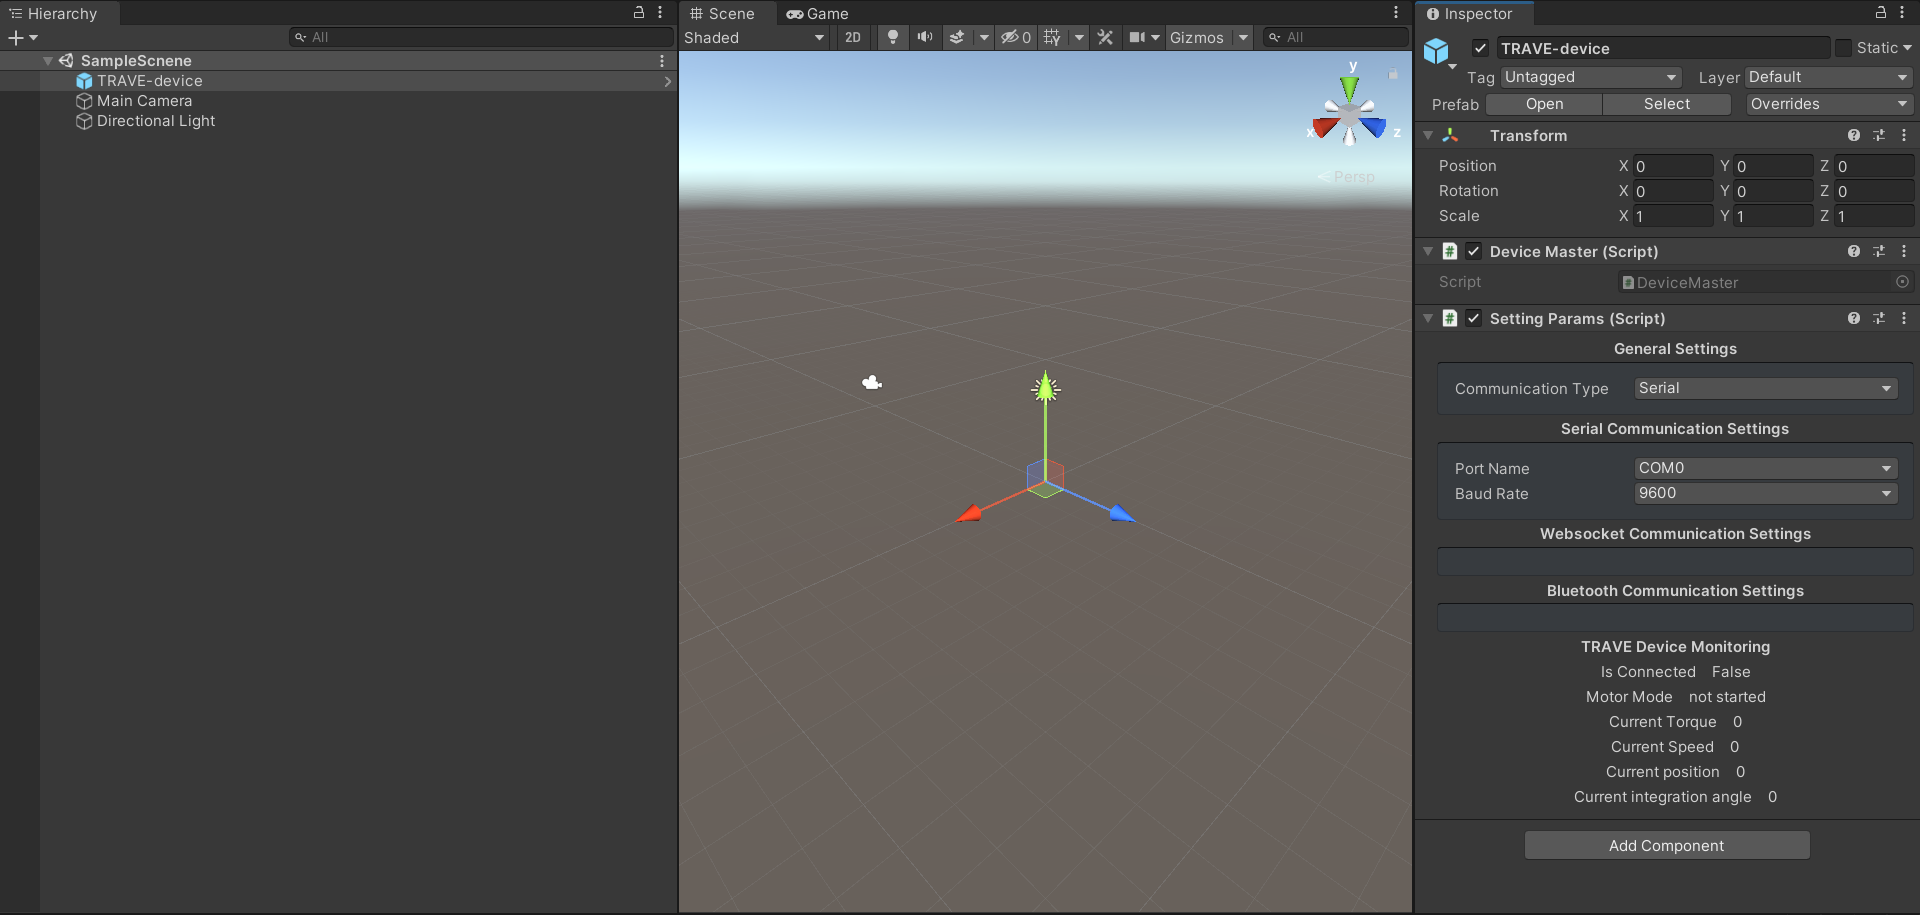 Hierarchy
All
SampleScnene
TRAVE-device
Main Camera
Directional Light
Scene Game
Shaded 2D 0 Gizmos All
y
x z
Persp
Inspector
TRAVE-device Static
Tag Untagged Layer Default
Prefab Open Select Overrides
Transform
Position X 0 Y 0 Z 0
Rotation X 0 Y 0 Z 0
Scale X 1 Y 1 Z 1
# Device Master (Script)
Script # DeviceMaster
# Setting Params (Script)
General Settings
Communication Type Serial
Serial Communication Settings
Port Name COM0
Baud Rate 9600
Websocket Communication Settings
Bluetooth Communication Settings
TRAVE Device Monitoring
Is Connected False
Motor Mode not started
Current Torque 0
Current Speed 0
Current position 0
Current integration angle 0
Add Component